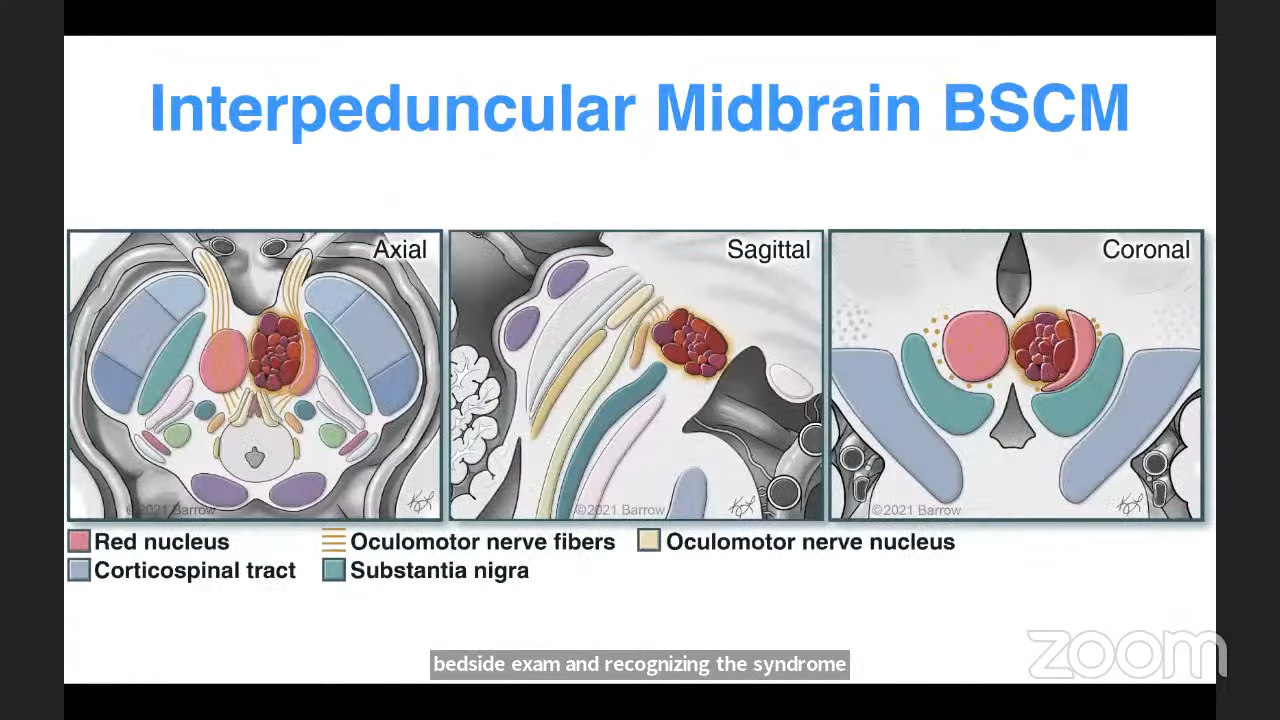 Interpeduncular Midbrain BSCM
Axial
Sagittal
Coronal
©2021 Barrow
©2021 Barrow
©2021 Barrow
Red nucleus
Oculomotor nerve fibers
Oculomotor nerve nucleus
Corticospinal tract
Substantia nigra
bedside exam and recognizing the syndrome
zoom